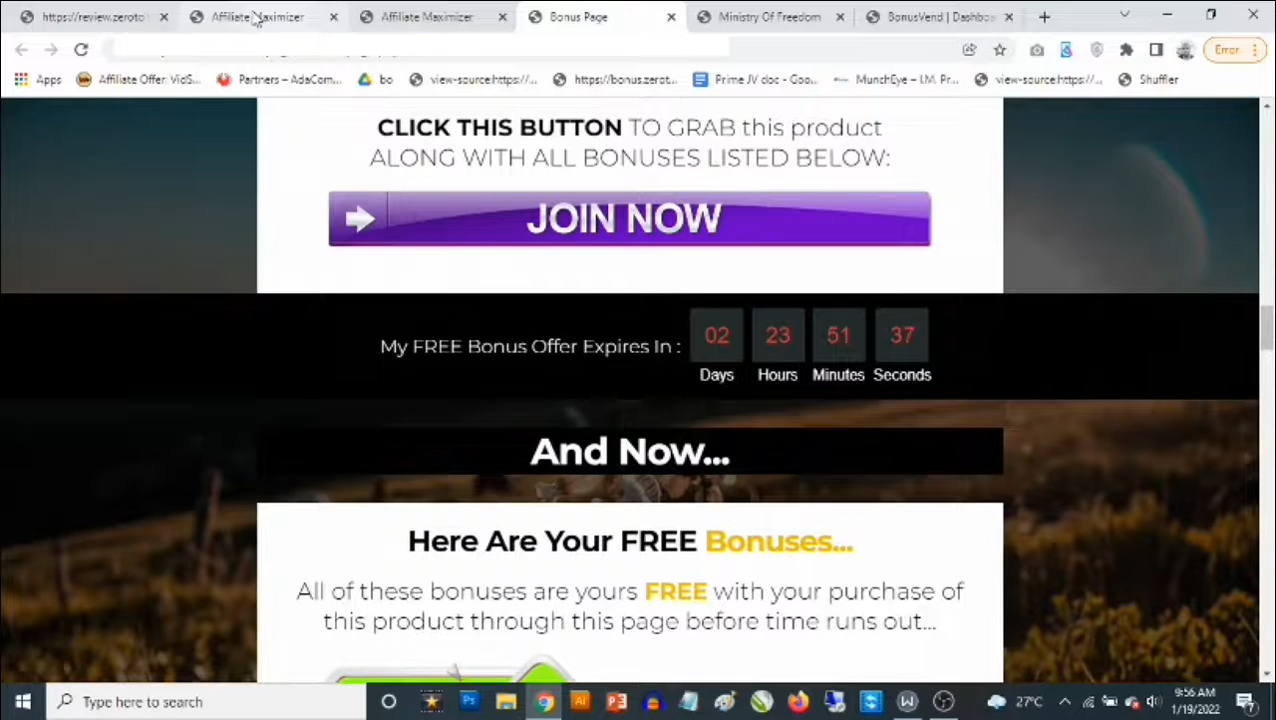 https://review.zeroto
Affiliate Maximizer
Affiliate Maximizer
Bonus Page
Ministry Of Freedom
BonusVend | Dashbo
Error
Apps
Affiliate Offer: VidS...
Partners – AdaCom...
bo
view-source:https://...
https://bonus.zerot...
Prime JV doc - Goo...
MunchEye – I.M. Pr...
view-source:https://...
Shuffler
CLICK THIS BUTTON TO GRAB this product
ALONG WITH ALL BONUSES LISTED BELOW:
JOIN NOW
My FREE Bonus Offer Expires In :
02 23 51 37
Days Hours Minutes Seconds
And Now...
Here Are Your FREE Bonuses...
All of these bonuses are yours FREE with your purchase of
this product through this page before time runs out...
Type here to search
27°C
9:56 AM
1/19/2022